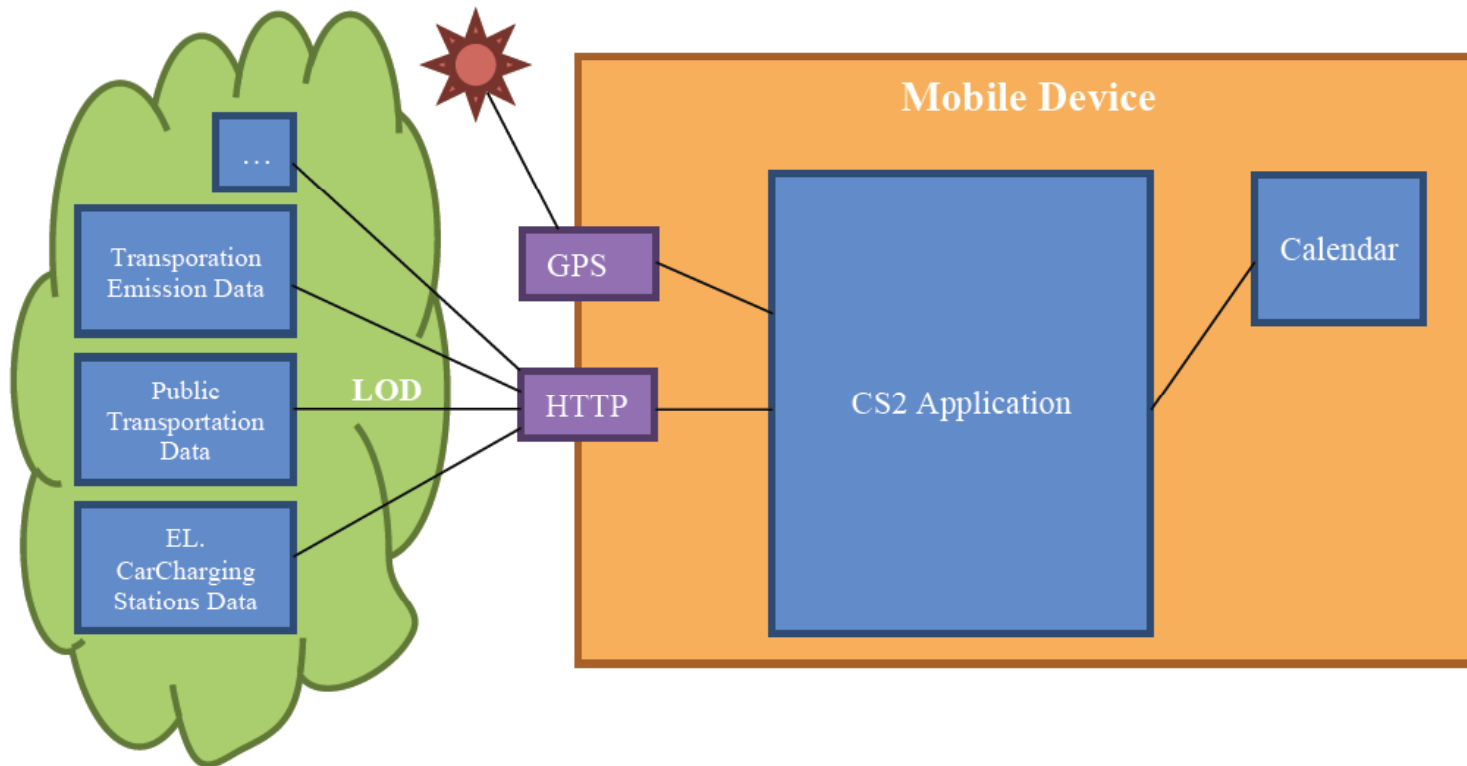 …
Transporation
Emission Data
Public
Transportation
Data
EL.
CarCharging
Stations Data
LOD
GPS
HTTP
Mobile Device
CS2 Application
Calendar